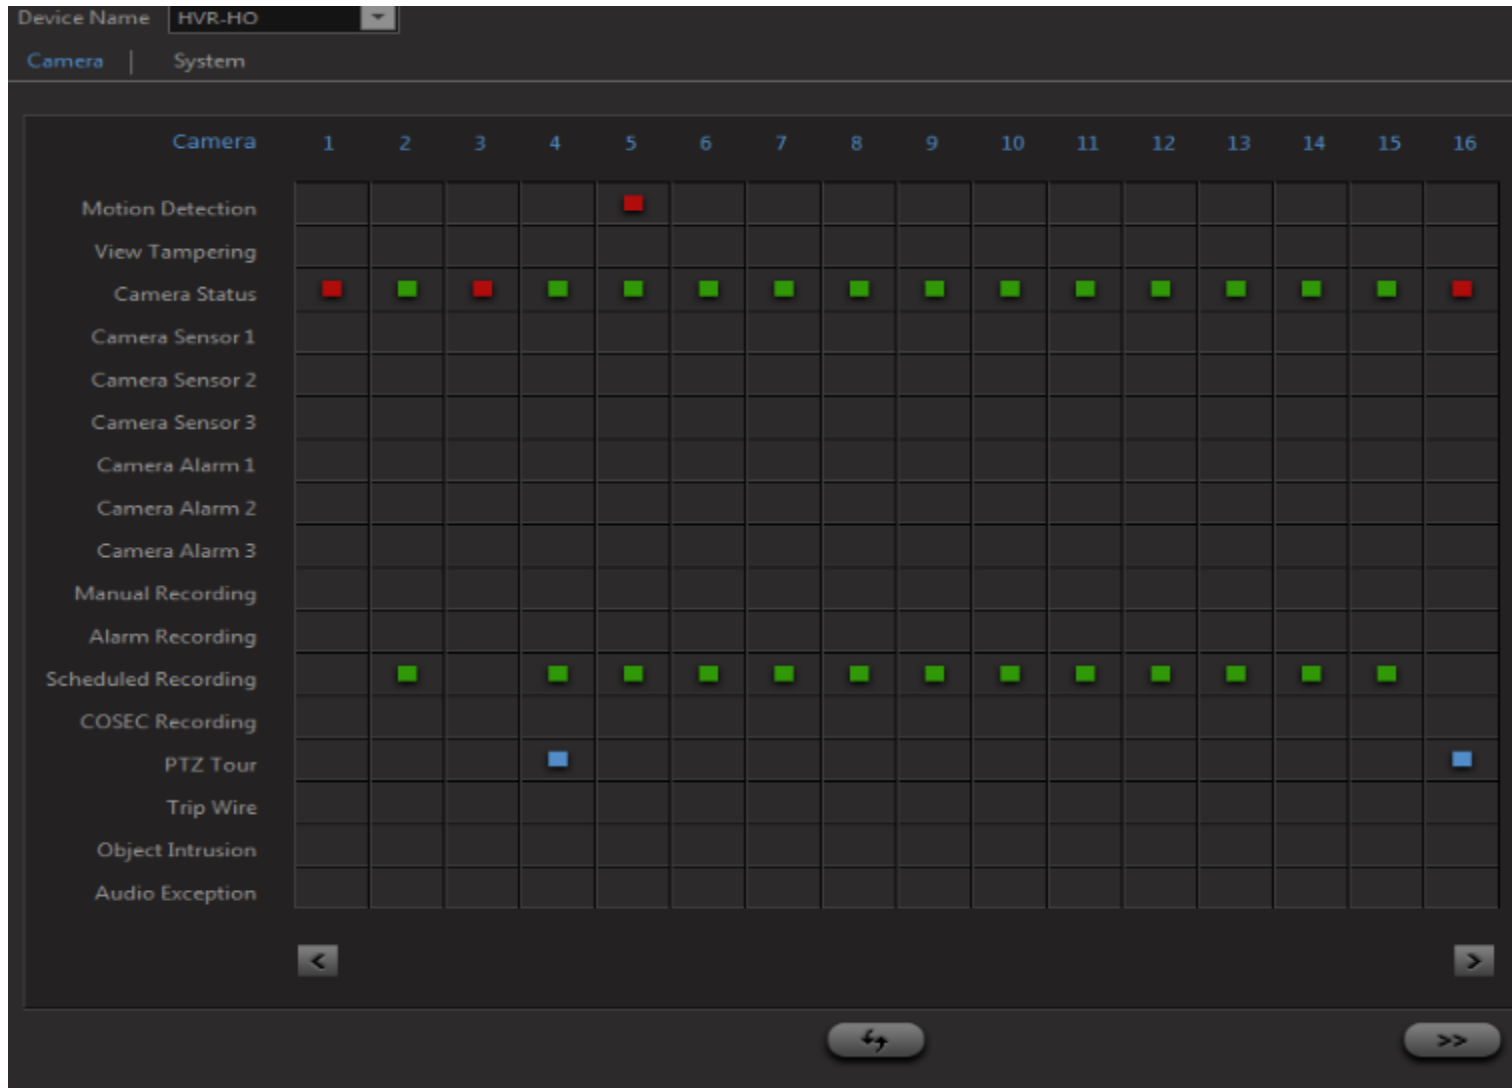 Device Name HVR-HO
Camera | System
Camera 1 2 3 4 5 6 7 8 9 10 11 12 13 14 15 16
Motion Detection
View Tampering
Camera Status
Camera Sensor 1
Camera Sensor 2
Camera Sensor 3
Camera Alarm 1
Camera Alarm 2
Camera Alarm 3
Manual Recording
Alarm Recording
Scheduled Recording
COSEC Recording
PTZ Tour
Trip Wire
Object Intrusion
Audio Exception
< >
>>